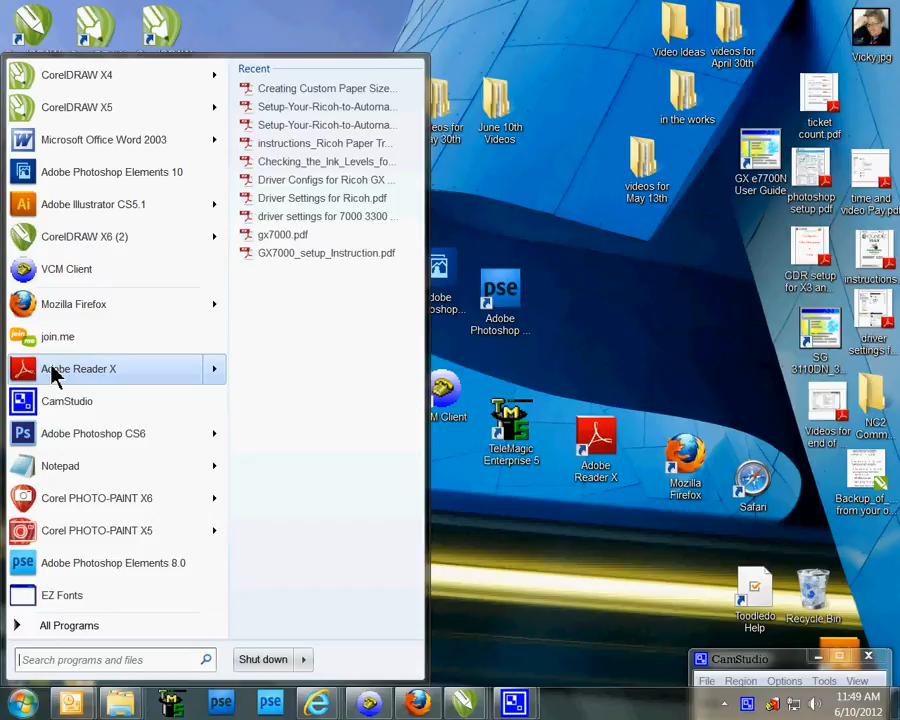 CorelDRAW X4
CorelDRAW X5
Microsoft Office Word 2003
Adobe Photoshop Elements 10
Adobe Illustrator CS5.1
CorelDRAW X6 (2)
VCM Client
Mozilla Firefox
join.me
Adobe Reader X
CamStudio
Adobe Photoshop CS6
Notepad
Corel PHOTO-PAINT X6
Corel PHOTO-PAINT X5
Adobe Photoshop Elements 8.0
EZ Fonts
All Programs
Search programs and files
Shut down
Recent
Creating Custom Paper Size...
Setup-Your-Ricoh-to-Automa...
Setup-Your-Ricoh-to-Automa...
instructions_Ricoh Paper Tr...
Checking_the_Ink_Levels_fo...
Driver Configs for Ricoh GX ...
Driver Settings for Ricoh.pdf
driver settings for 7000 3300 ...
gx7000.pdf
GX7000_setup_Instruction.pdf
Video Ideas
videos for
April 30th
Vicky.jpg
in the works
ticket
count.pdf
June 10th
Videos
videos for
May 13th
GX e7700N
User Guide
photoshop
setup pdf
time and
video Pay.pdf
CDR setup
for X3 an...
instructions
Adobe
Photoshop ...
SG
3110DN_3...
driver
settings f...
M Client
TeleMagic
Enterprise 5
Adobe
Reader X
Mozilla
Firefox
Safari
Videos for
end of
NC2
Comm...
Backup_of_
from your o...
Toodledo
Help
Recycle Bin
CamStudio
File Region Options Tools View
11:49 AM
6/10/2012